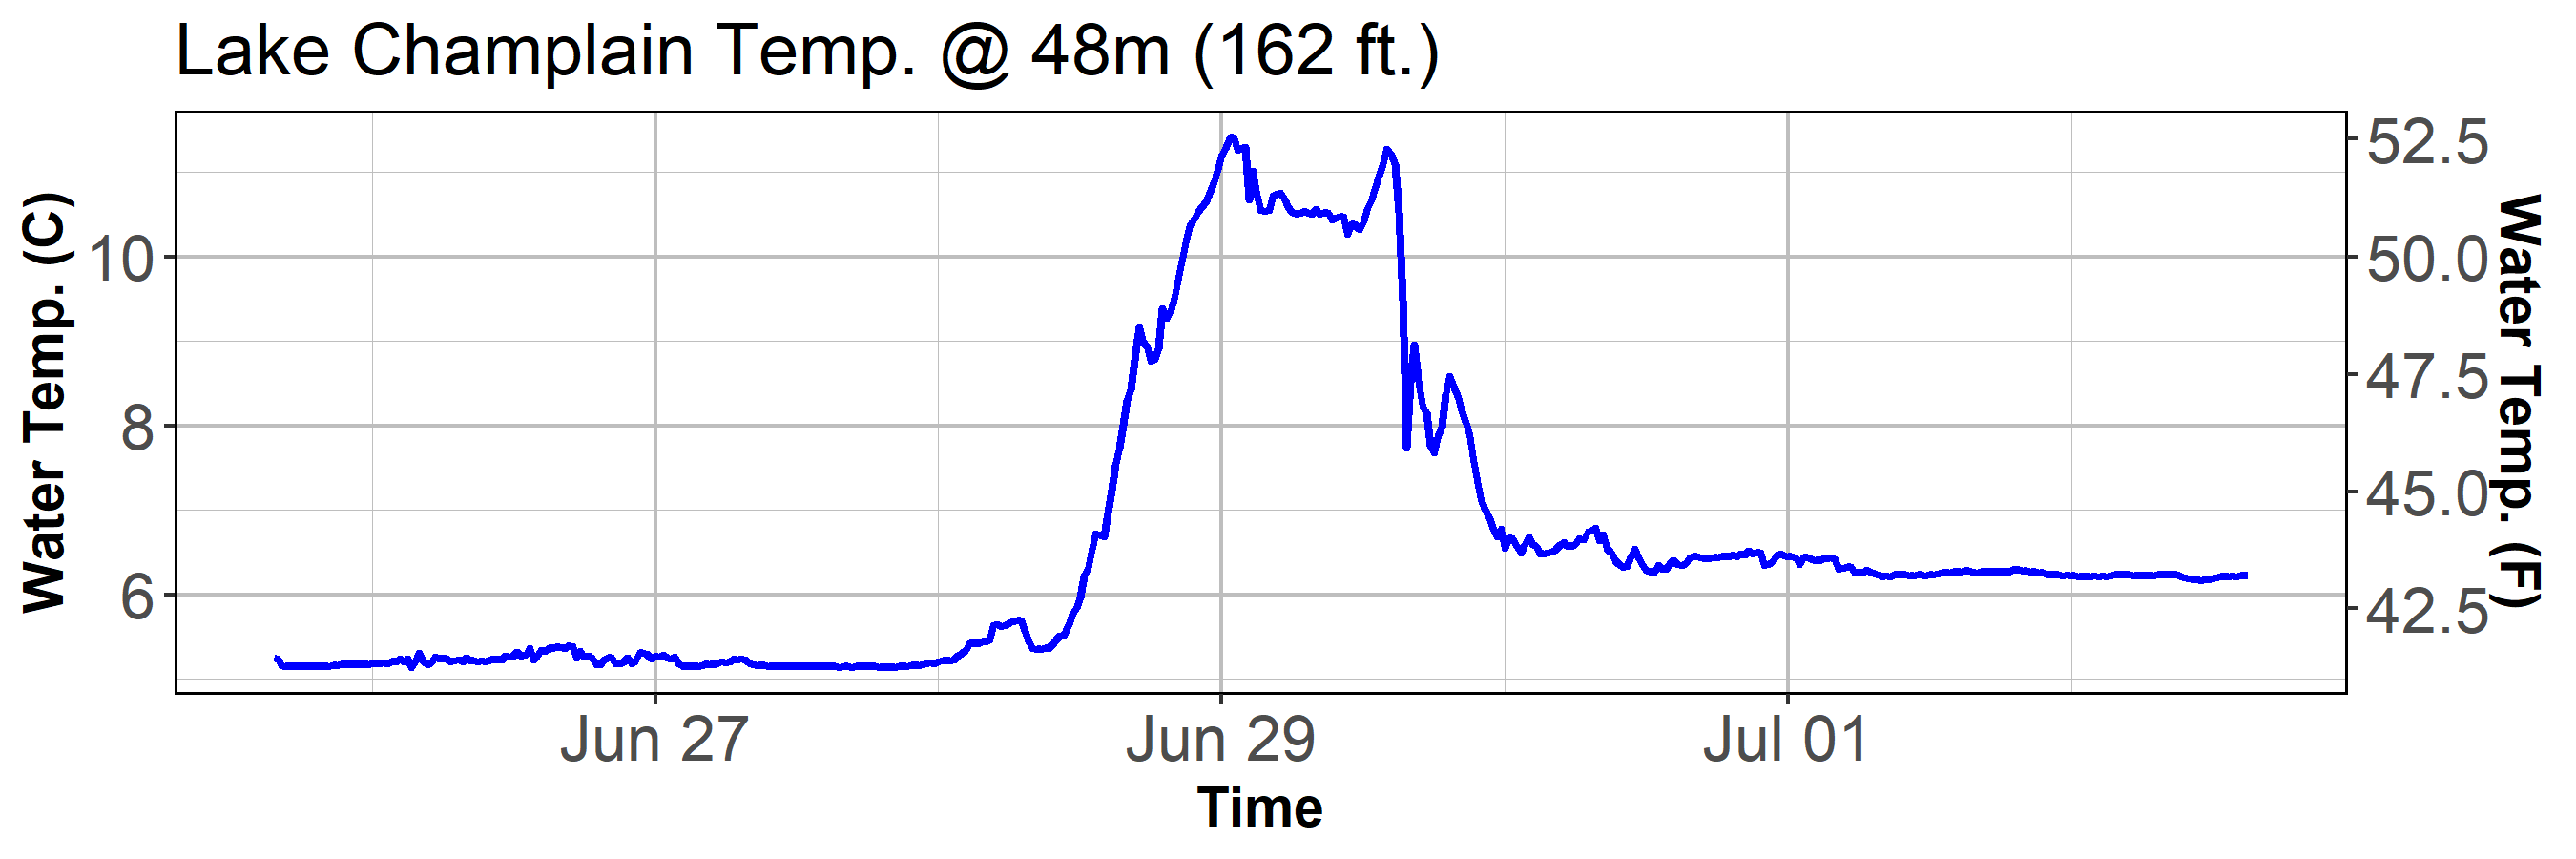 Lake Champlain Temp. @ 48m (162 ft.)
Water Temp. (C)
10
8
6
52.5
50.0
47.5
45.0
42.5
Water Temp. (F)
Jun 27
Jun 29
Jul 01
Time